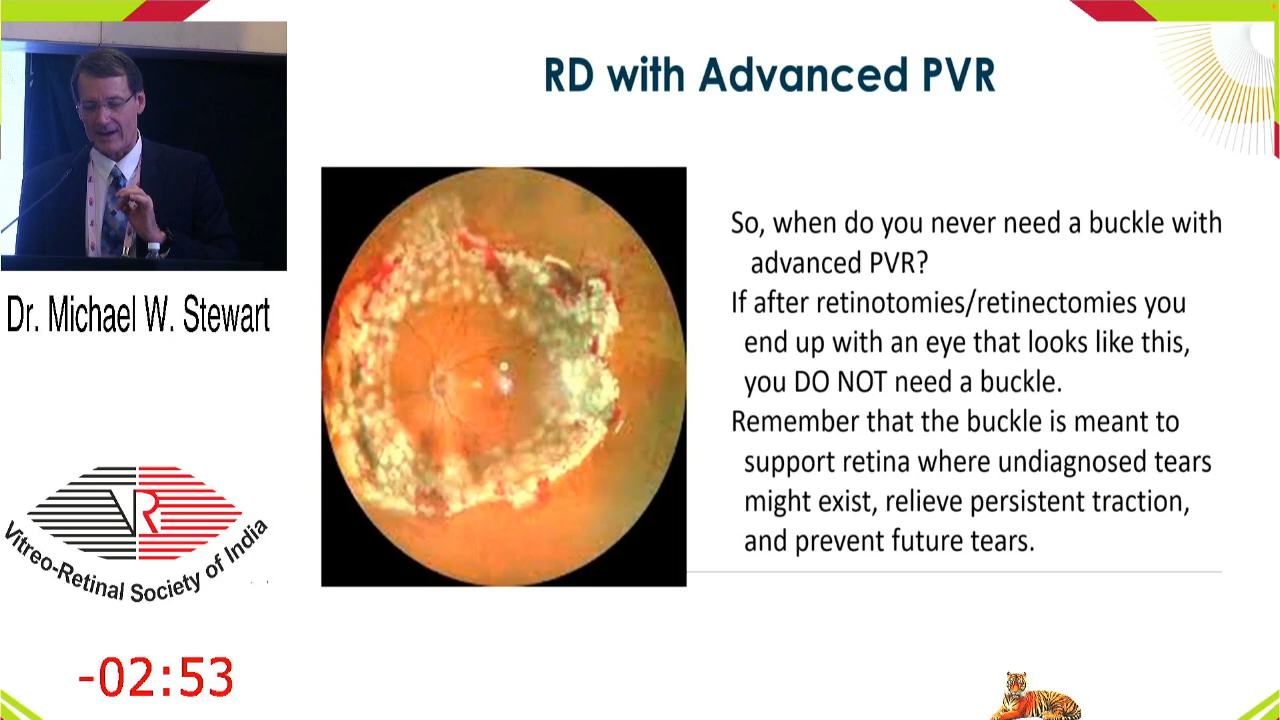 RD with Advanced PVR
So, when do you never need a buckle with
advanced PVR?
If after retinotomies/retinectomies you
end up with an eye that looks like this,
you DO NOT need a buckle.
Remember that the buckle is meant to
support retina where undiagnosed tears
might exist, relieve persistent traction,
and prevent future tears.
Dr. Michael W. Stewart
VR
Vitreo-Retinal Society of India
-02:53